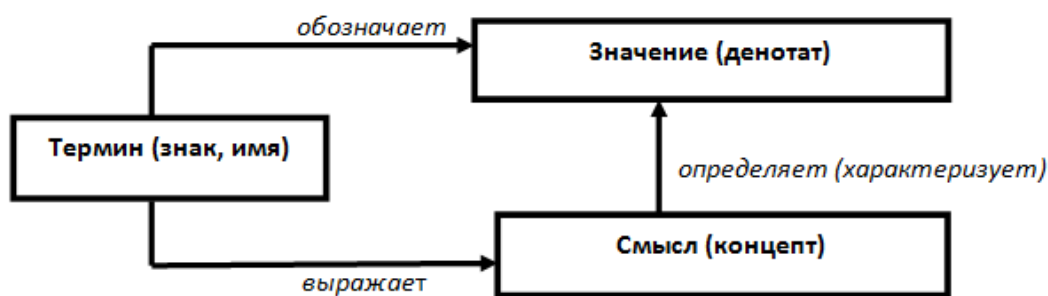 обозначает
Значение (денотат)
Термин (знак, имя)
определяет (характеризует)
Смысл (концепт)
выражает